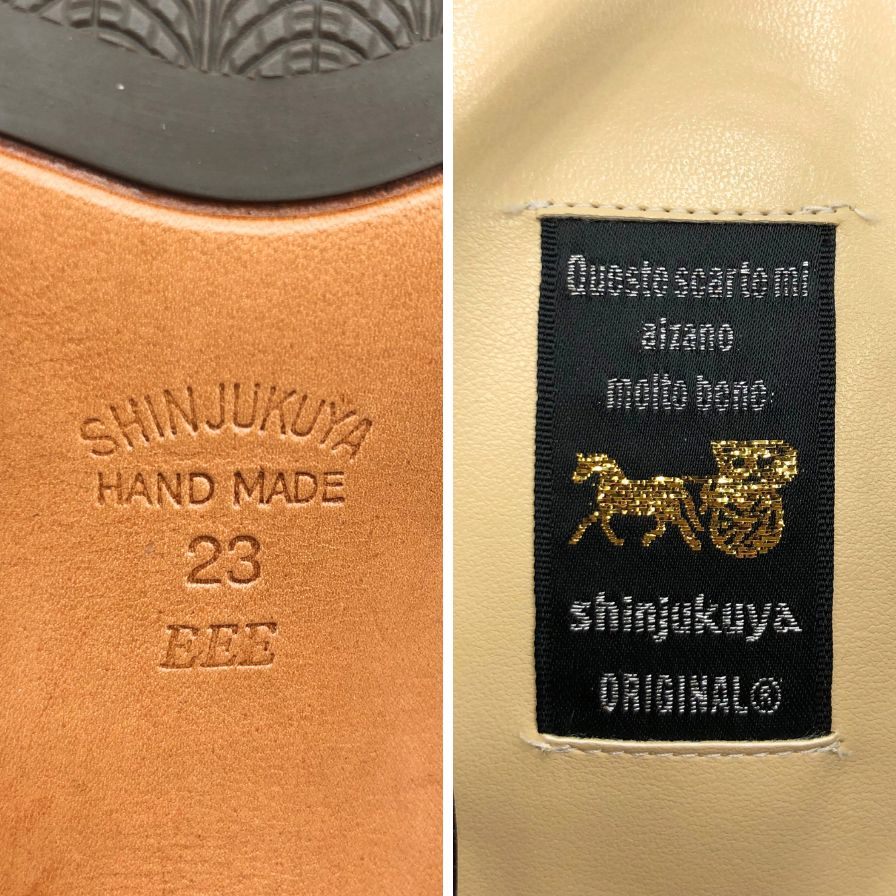 SHINJUKUYA
HAND MADE
23
EEE
Questo scarto mi
aizano
molto bene
shinjukuya
ORIGINAL®